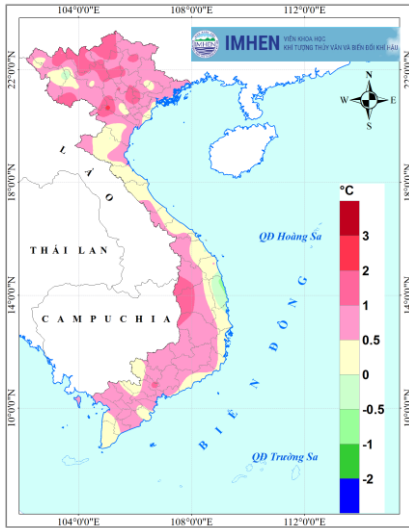 104°0'0"E 108°0'0"E 112°0'0"E
IMHEN
VIỆN KHOA HỌC
KHÍ TƯỢNG THỦY VĂN VÀ BIẾN ĐỔI KHÍ HẬU
22°0'0"N
N
W E
S
LÀO
18°0'0"N
°C
3
2
1
0.5
0
-0.5
-1
-2
QĐ Hoàng Sa
THÁI LAN
14°0'0"N
CAMPUCHIA
BIỂN ĐÔNG
10°0'0"N
QĐ Trường Sa
104°0'0"E 108°0'0"E 112°0'0"E